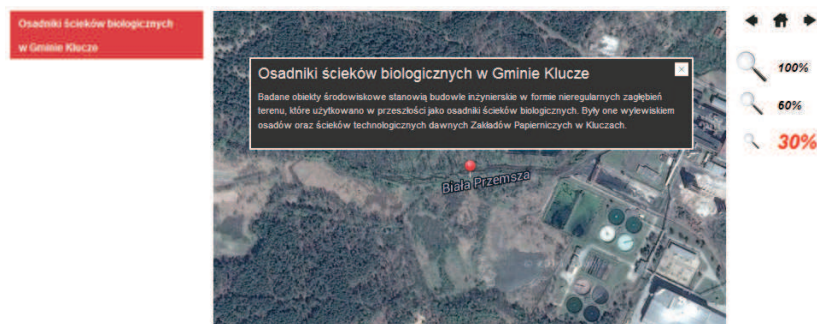 Osadniki ścieków biologicznych
w Gminie Klucze
Osadniki ścieków biologicznych w Gminie Klucze
Badane obiekty środowiskowe stanowią budowle inżynierskie w formie nieregularnych zagłębień
terenu, które użytkowano w przeszłości jako osadniki ścieków biologicznych. Były one wylewiskiem
osadów oraz ścieków technologicznych dawnych Zakładów Papierniczych w Kluczach.
Biała Przemsza
100%
60%
30%